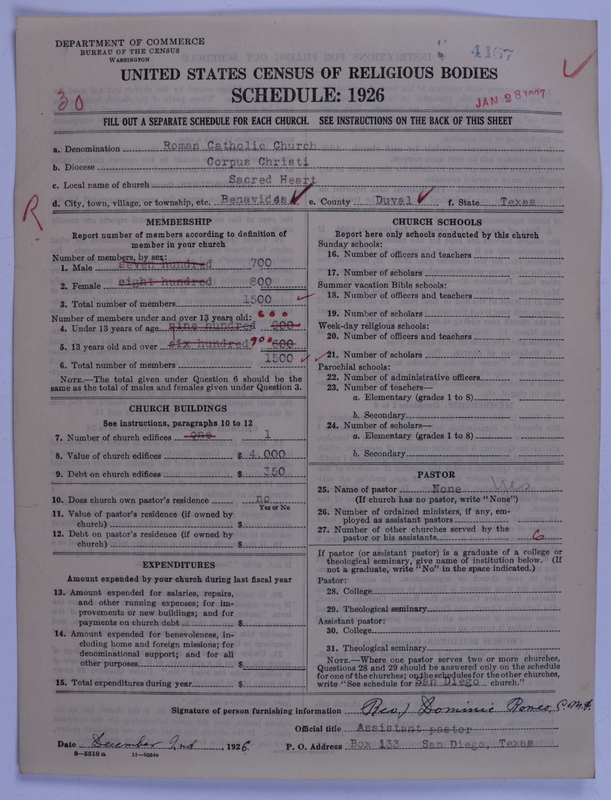 DEPARTMENT OF COMMERCE
BUREAU OF THE CENSUS
WASHINGTON
4167
UNITED STATES CENSUS OF RELIGIOUS BODIES
SCHEDULE: 1926
30
JAN 28 1927
FILL OUT A SEPARATE SCHEDULE FOR EACH CHURCH. SEE INSTRUCTIONS ON THE BACK OF THIS SHEET
a. Denomination Roman Catholic Church
b. Diocese Corpus Christi
c. Local name of church Sacred Heart
d. City, town, village, or township, etc. Benavides e. County Duval f. State Texas
R
MEMBERSHIP
Report number of members according to definition of
member in your church
Number of members, by sex:
1. Male seven hundred 700
2. Female eight hundred 800
3. Total number of members 1500
Number of members under and over 13 years old: 600
4. Under 13 years of age nine hundred 900
5. 13 years old and over six hundred 900 600
6. Total number of members 1500
NOTE.—The total given under Question 6 should be the
same as the total of males and females given under Question 3.
CHURCH BUILDINGS
See instructions, paragraphs 10 to 12
7. Number of church edifices one 1
8. Value of church edifices $ 4,000
9. Debt on church edifices $ 350
10. Does church own pastor's residence no
Yes or No
11. Value of pastor's residence (if owned by
church) $
12. Debt on pastor's residence (if owned by
church) $
EXPENDITURES
Amount expended by your church during last fiscal year
13. Amount expended for salaries, repairs,
and other running expenses; for im-
provements or new buildings; and for
payments on church debt $
14. Amount expended for benevolences, in-
cluding home and foreign missions; for
denominational support; and for all
other purposes $
15. Total expenditures during year $
CHURCH SCHOOLS
Report here only schools conducted by this church
Sunday schools:
16. Number of officers and teachers
17. Number of scholars
Summer vacation Bible schools:
18. Number of officers and teachers
19. Number of scholars
Week-day religious schools:
20. Number of officers and teachers
21. Number of scholars
Parochial schools:
22. Number of administrative officers
23. Number of teachers—
a. Elementary (grades 1 to 8)
b. Secondary
24. Number of scholars—
a. Elementary (grades 1 to 8)
b. Secondary
PASTOR
25. Name of pastor None Yes
(If church has no pastor, write "None")
26. Number of ordained ministers, if any, em-
ployed as assistant pastors
27. Number of other churches served by the
pastor or his assistants 6
If pastor (or assistant pastor) is a graduate of a college or
theological seminary, give name of institution below. (If
not a graduate, write "No" in the space indicated.)
Pastor:
28. College
29. Theological seminary
Assistant pastor:
30. College
31. Theological seminary
NOTE.—Where one pastor serves two or more churches,
Questions 28 and 29 should be answered only on the schedule
for one of the churches; on the schedules for the other churches,
write "See schedule for San Diego church."
Signature of person furnishing information (Rev.) Dominic Romeo, C.M.F.
Official title Assistant pastor
Date December 2nd, 1926 P. O. Address Box 133 San Diego, Texas
11—